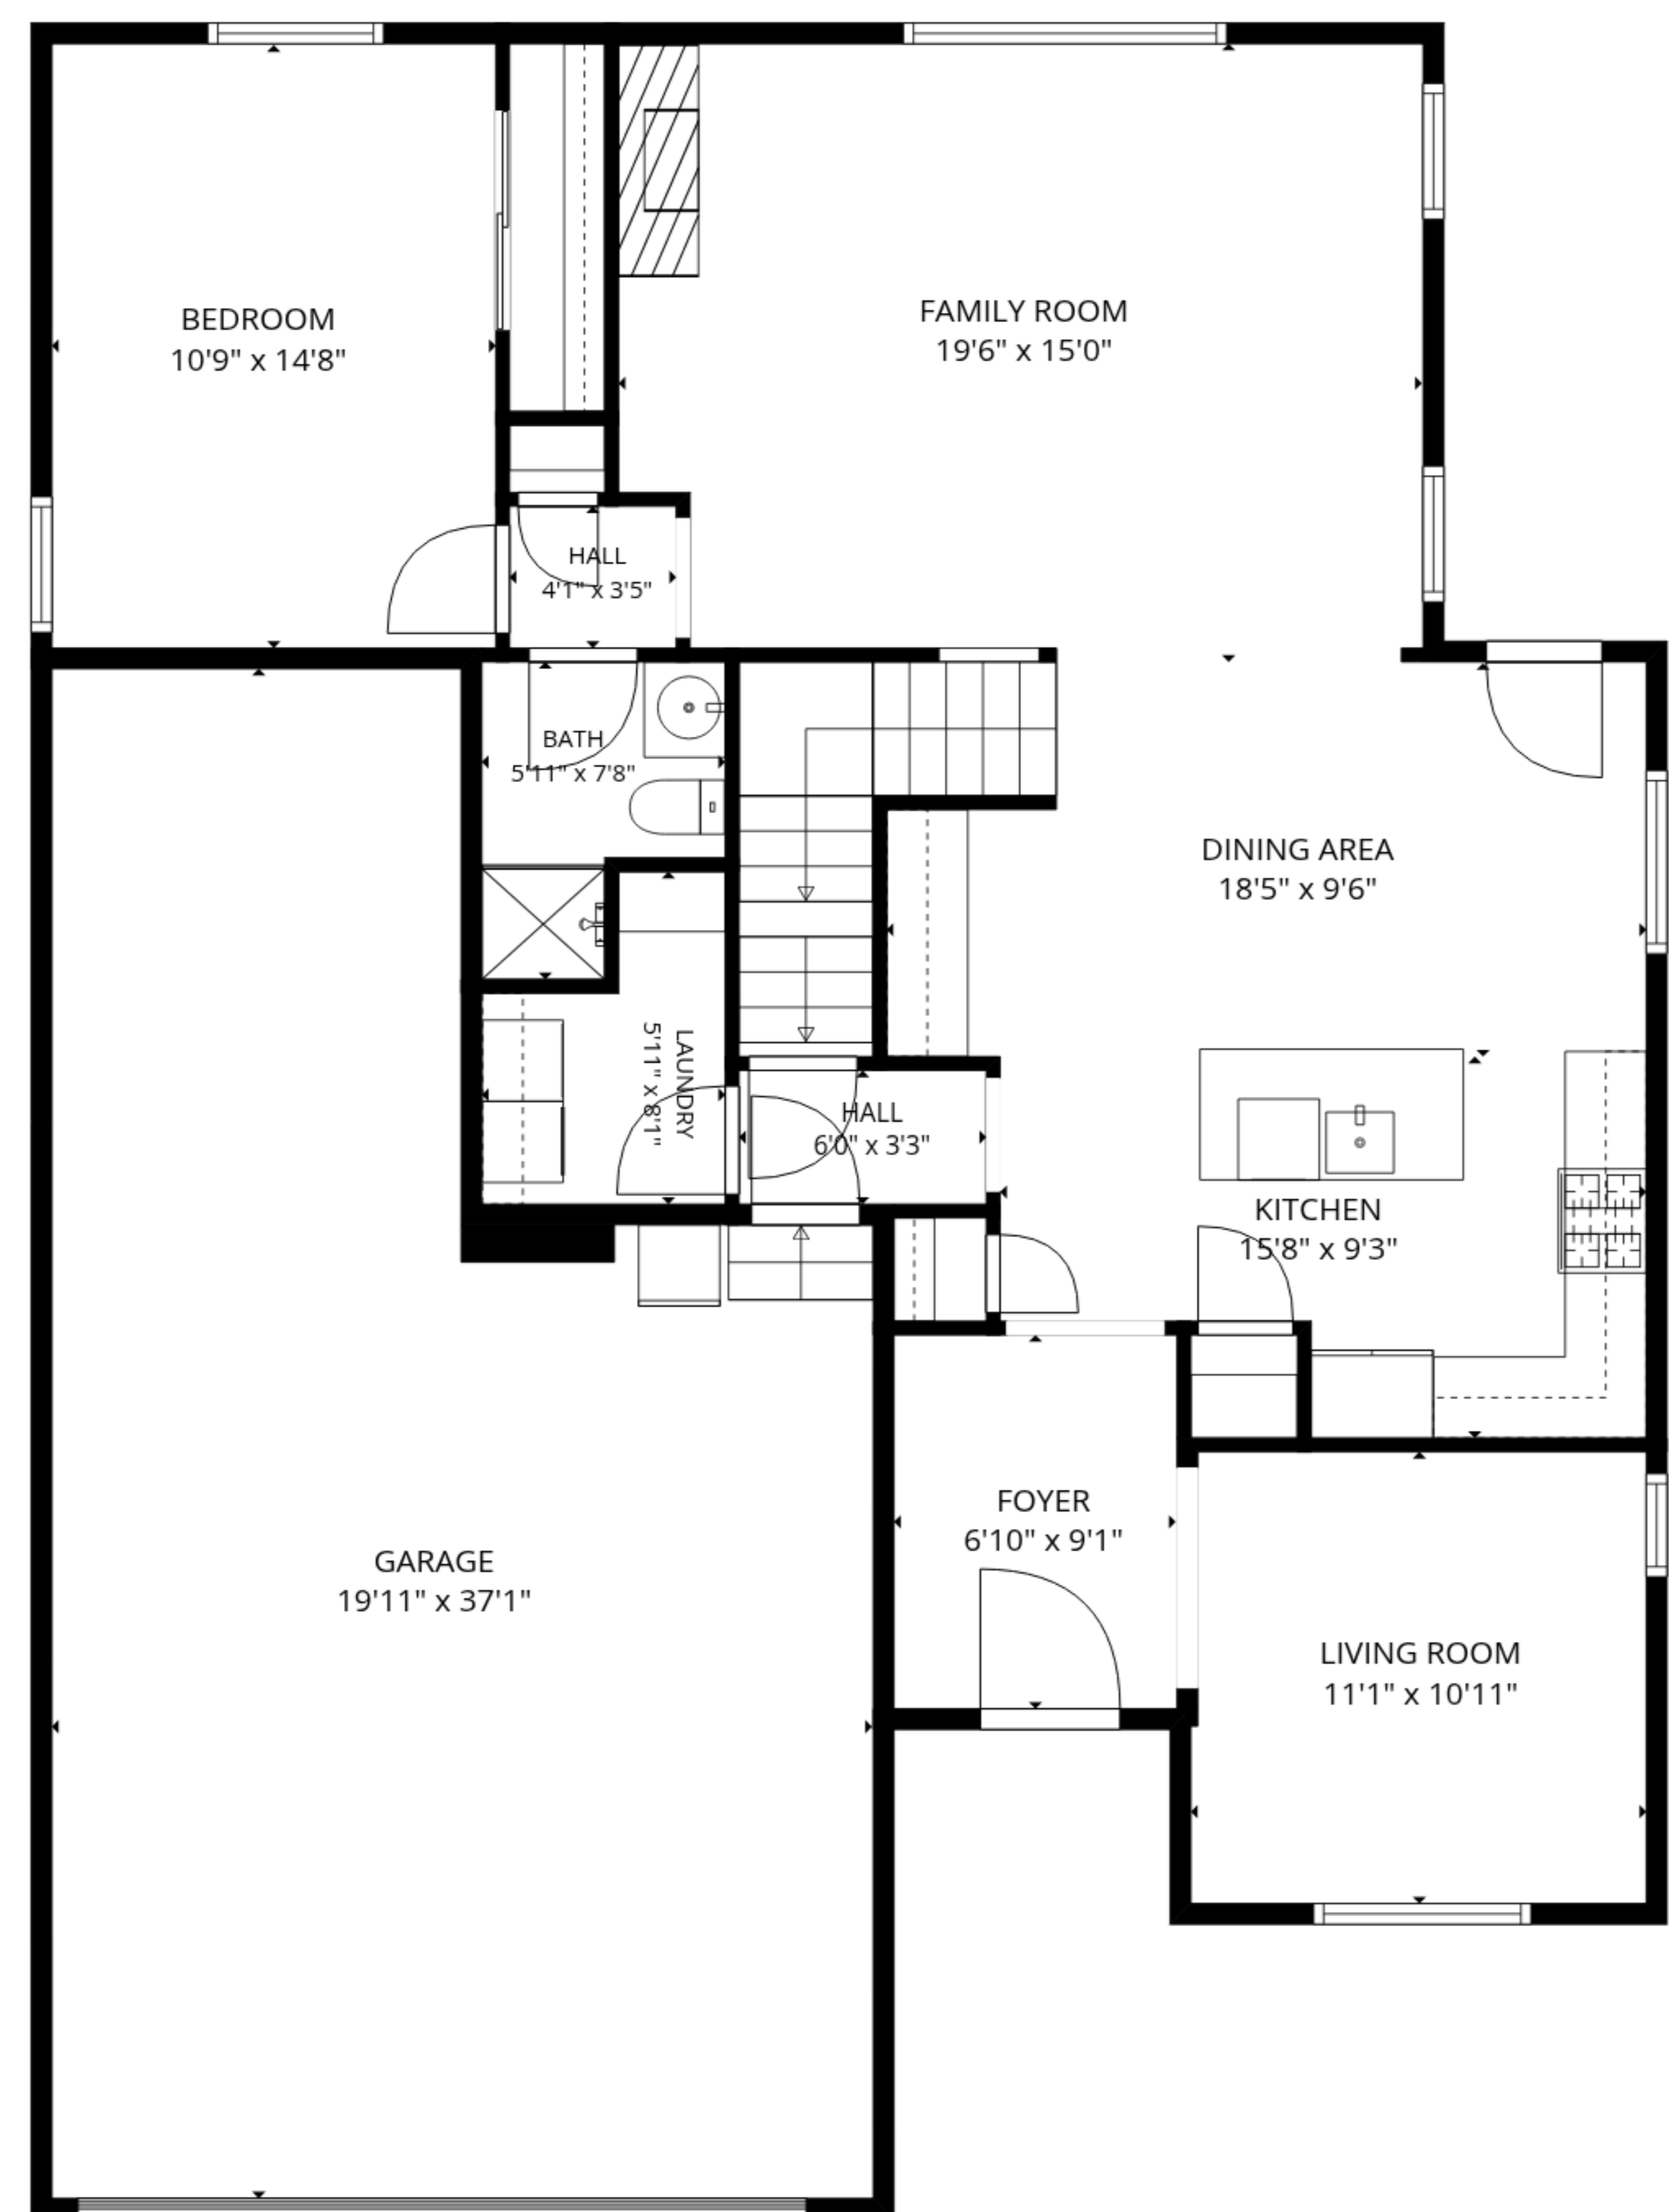 BEDROOM
10'9" x 14'8"
FAMILY ROOM
19'6" x 15'0"
HALL
4'1" x 3'5"
BATH
5'11" x 7'8"
DINING AREA
18'5" x 9'6"
LAUNDRY
5'11" x 8'1"
HALL
6'0" x 3'3"
KITCHEN
15'8" x 9'3"
FOYER
6'10" x 9'1"
GARAGE
19'11" x 37'1"
LIVING ROOM
11'1" x 10'11"